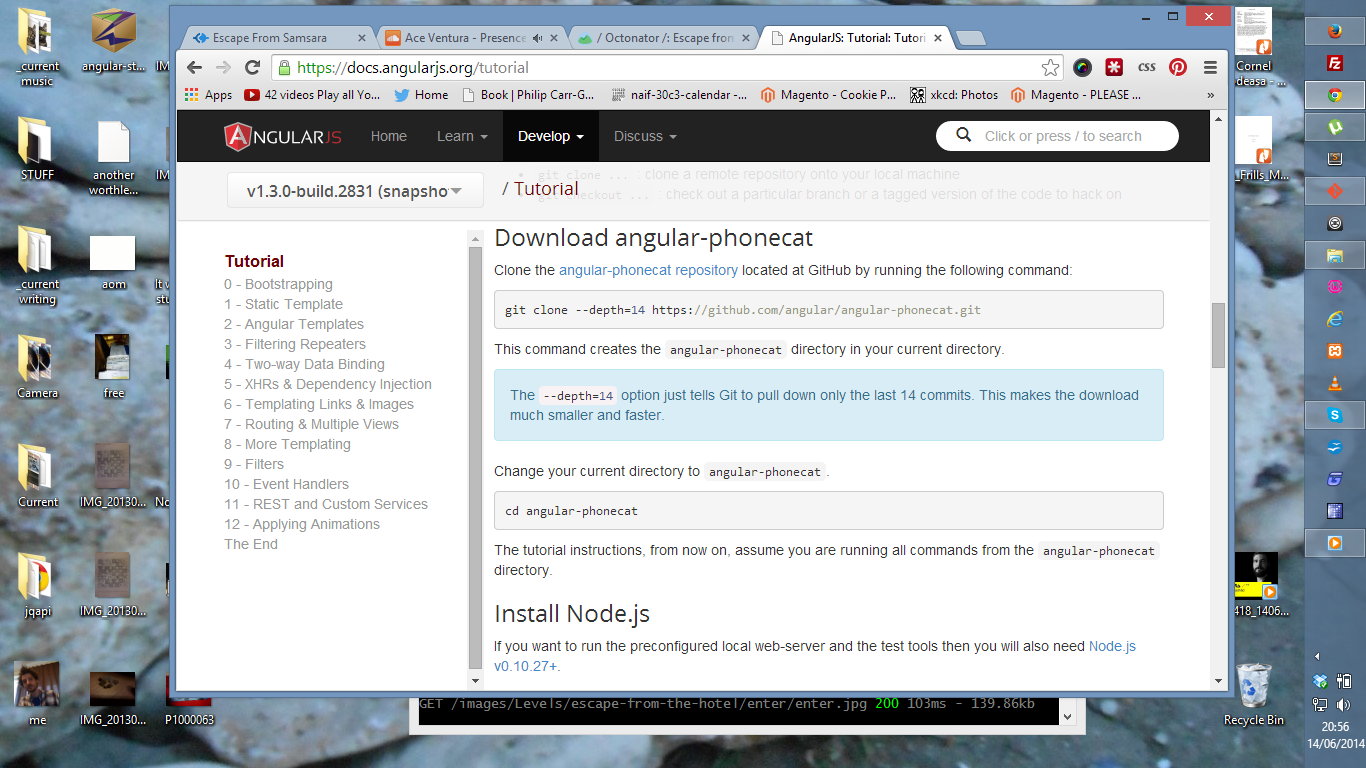 Escape From Samsara
Ace Ventura - Presence
/ Octonator /: Escape from
AngularJS: Tutorial: Tutori
https://docs.angularjs.org/tutorial
Apps
42 videos Play all Yo...
Home
Book | Philip Carr-G...
naif-30c3-calendar -...
Magento - Cookie P...
xkcd: Photos
Magento - PLEASE ...
»
ANGULARJS
Home
Learn
Develop
Discuss
Click or press / to search
v1.3.0-build.2831 (snapsho
/ Tutorial
git clone ... : clone a remote repository onto your local machine
git checkout ... : check out a particular branch or a tagged version of the code to hack on
Tutorial
0 - Bootstrapping
1 - Static Template
2 - Angular Templates
3 - Filtering Repeaters
4 - Two-way Data Binding
5 - XHRs & Dependency Injection
6 - Templating Links & Images
7 - Routing & Multiple Views
8 - More Templating
9 - Filters
10 - Event Handlers
11 - REST and Custom Services
12 - Applying Animations
The End
Download angular-phonecat
Clone the angular-phonecat repository located at GitHub by running the following command:
git clone --depth=14 https://github.com/angular/angular-phonecat.git
This command creates the angular-phonecat directory in your current directory.
The --depth=14 option just tells Git to pull down only the last 14 commits. This makes the download
much smaller and faster.
Change your current directory to angular-phonecat .
cd angular-phonecat
The tutorial instructions, from now on, assume you are running all commands from the angular-phonecat
directory.
Install Node.js
If you want to run the preconfigured local web-server and the test tools then you will also need Node.js
v0.10.27+.
GET /images/Levels/escape-from-the-hotel/enter/enter.jpg 200 103ms - 139.86kb
_current
music
angular-st...
IM
STUFF
another
worthle...
IM
_current
writing
aom
It w
stu
Camera
free
Current
IMG_20130...
No
jqapi
IMG_20130...
me
IMG_20130...
P1000063
Cornel
deasa - ...
_Frills_M...
418_1406...
Recycle Bin
css
20:56
14/06/2014